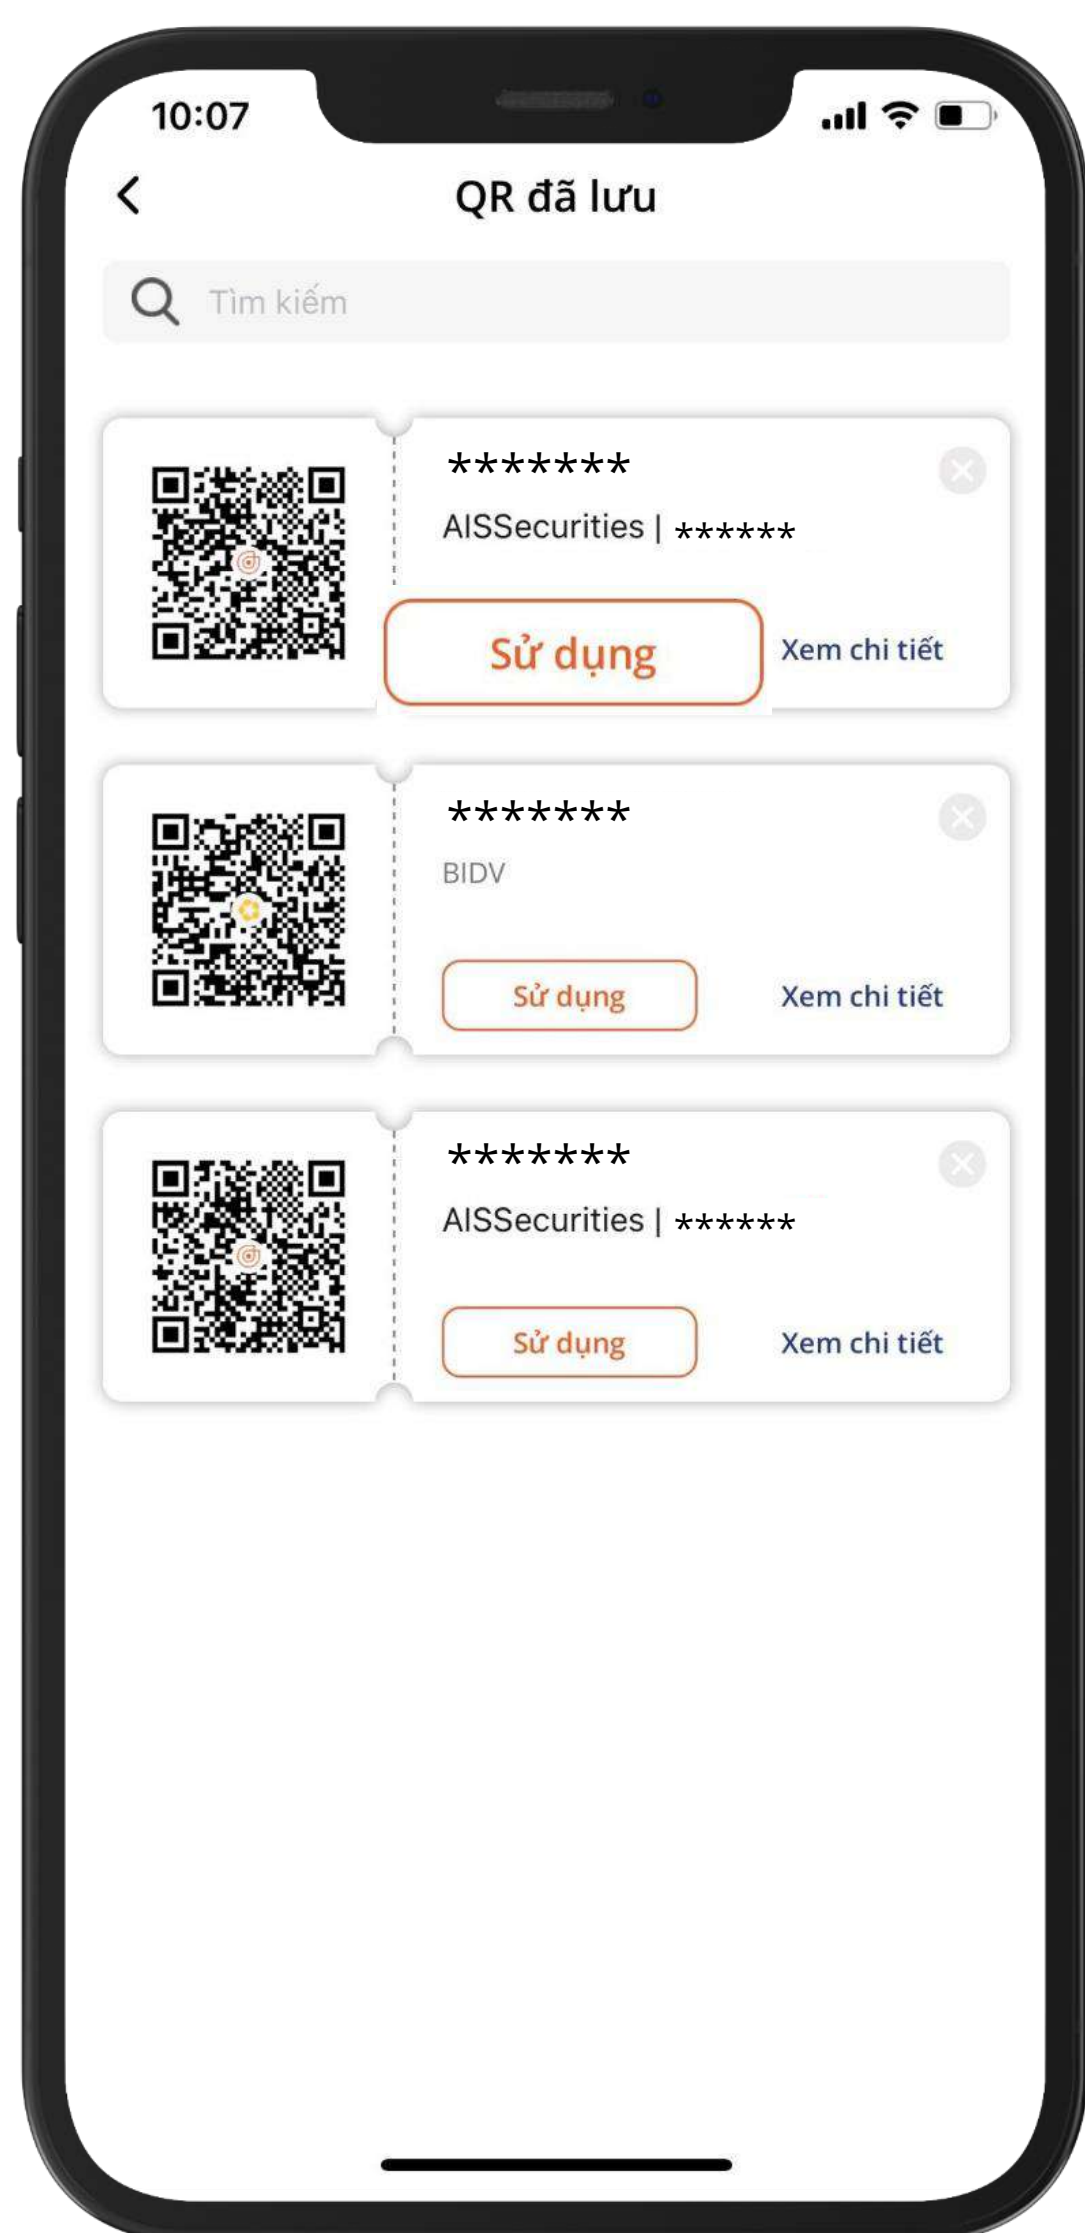 10:07
QR đã lưu
Tìm kiếm
*******
AISSecurities | ******
Sử dụng
Xem chi tiết
*******
BIDV
Sử dụng
Xem chi tiết
*******
AISSecurities | ******
Sử dụng
Xem chi tiết